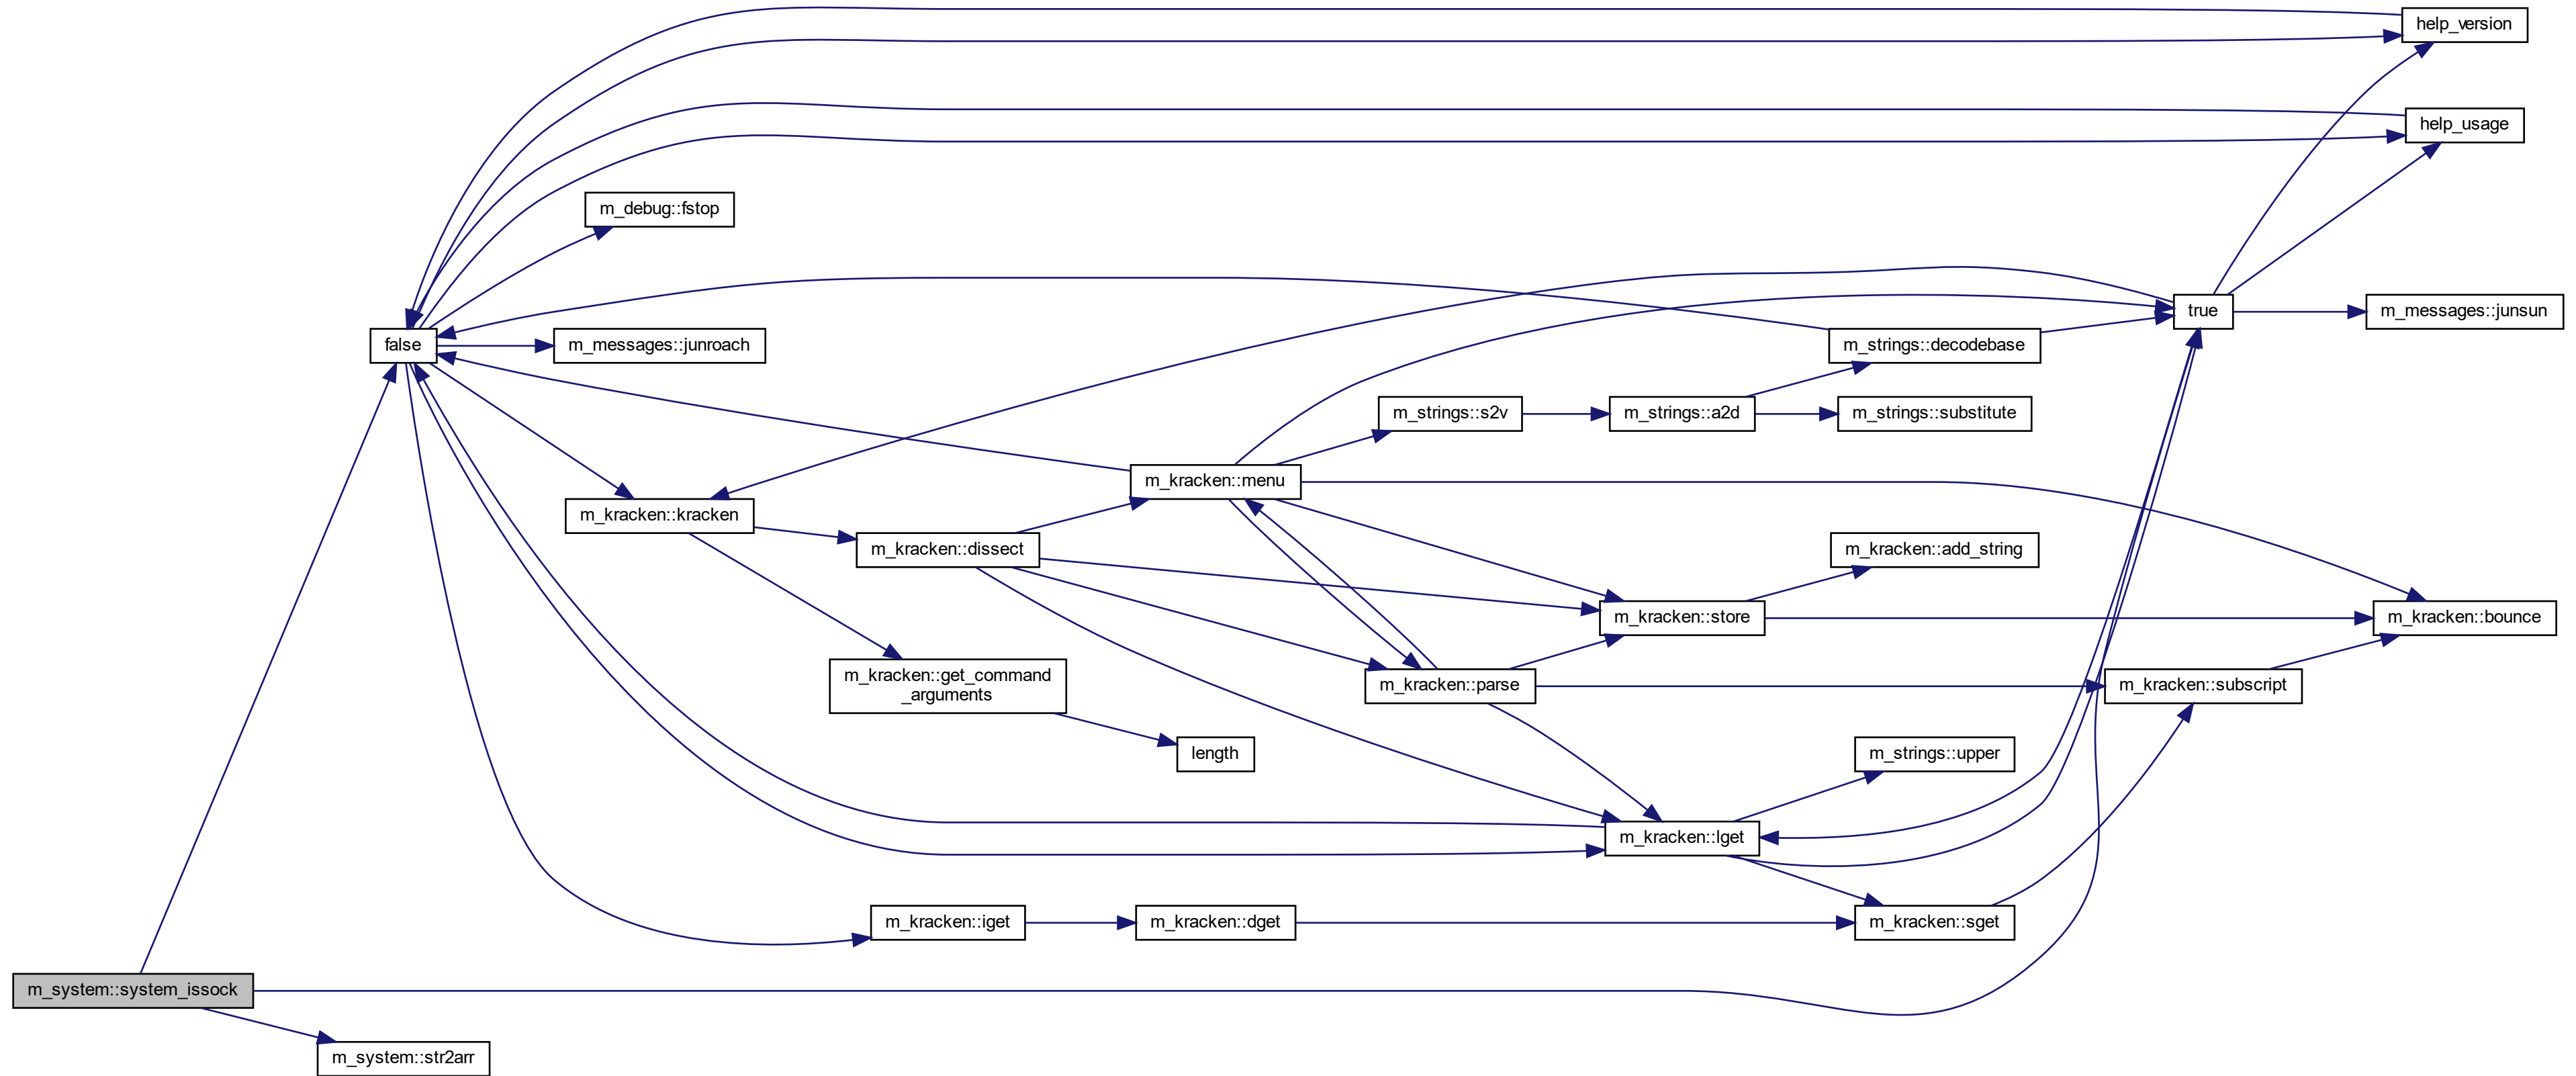 help_version
help_usage
m_debug::fstop
true
m_messages::junsun
false
m_messages::junroach
m_strings::decodebase
m_strings::s2v
m_strings::a2d
m_strings::substitute
m_kracken::menu
m_kracken::kracken
m_kracken::dissect
m_kracken::add_string
m_kracken::store
m_kracken::bounce
m_kracken::get_command
_arguments
m_kracken::parse
m_kracken::subscript
length
m_strings::upper
m_kracken::lget
m_kracken::iget
m_kracken::dget
m_kracken::sget
m_system::system_issock
m_system::str2arr